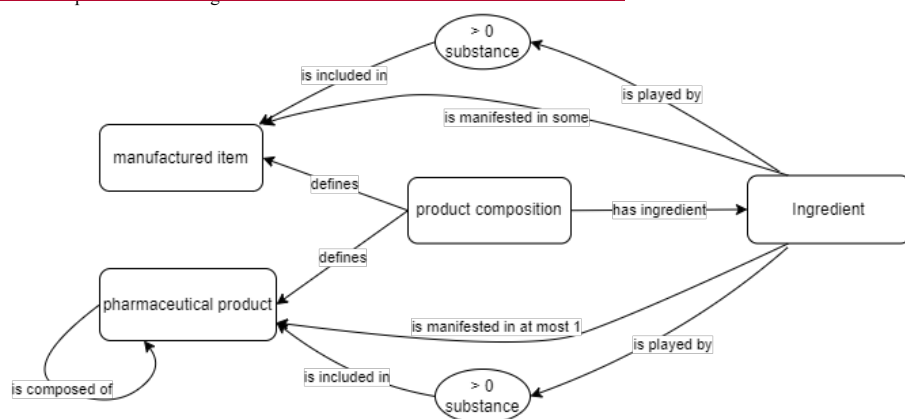 > 0
substance
is included in
is played by
is manifested in some
manufactured item
defines
product composition
has ingredient
Ingredient
defines
pharmaceutical product
is manifested in at most 1
is played by
is composed of
is included in
> 0
substance